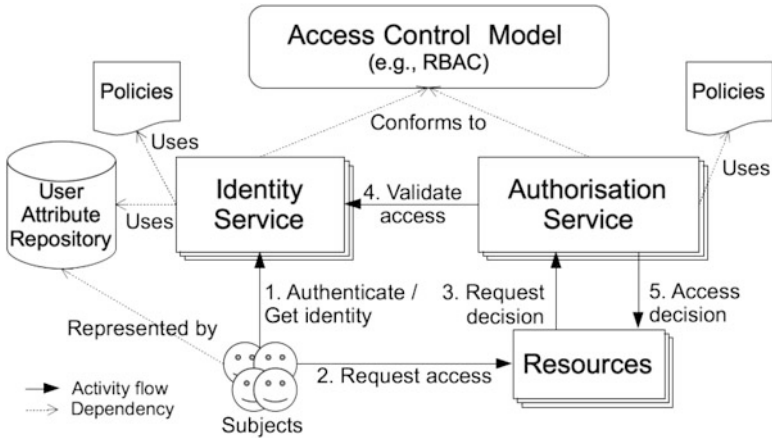 Access Control Model
(e.g., RBAC)
Policies
Policies
Conforms to
Uses
Uses
User
Attribute
Repository
Uses
Identity
Service
4. Validate
access
Authorisation
Service
1. Authenticate /
Get identity
3. Request
decision
5. Access
decision
Represented by
2. Request access
Resources
Subjects
Activity flow
Dependency